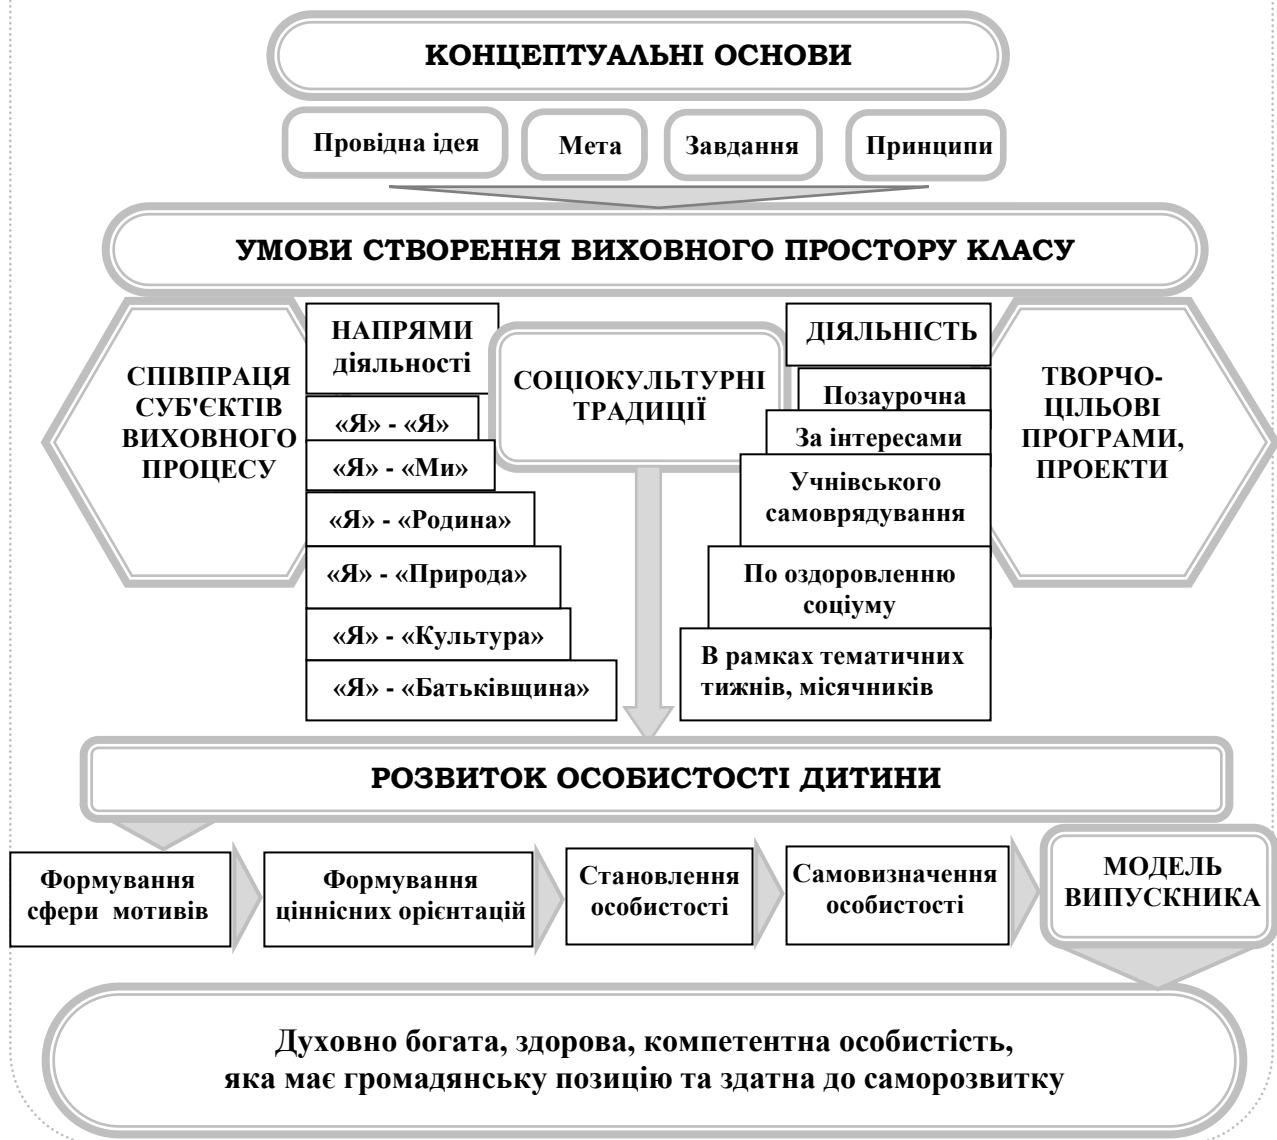 КОНЦЕПТУАЛЬНІ ОСНОВИ
Провідна ідея
Мета
Завдання
Принципи
УМОВИ СТВОРЕННЯ ВИХОВНОГО ПРОСТОРУ КЛАСУ
СПІВПРАЦЯ
СУБ'ЄКТІВ
ВИХОВНОГО
ПРОЦЕСУ
НАПРЯМИ
діяльності
«Я» - «Я»
«Я» - «Ми»
«Я» - «Родина»
«Я» - «Природа»
«Я» - «Культура»
«Я» - «Батьківщина»
СОЦІОКУЛЬТУРНІ
ТРАДИЦІЇ
ДІЯЛЬНІСТЬ
Позаурочна
За інтересами
Учнівського
самоврядування
По оздоровленню
соціуму
В рамках тематичних
тижнів, місячників
ТВОРЧО-
ЦІЛЬОВІ
ПРОГРАМИ,
ПРОЕКТИ
РОЗВИТОК ОСОБИСТОСТІ ДИТИНИ
Формування
сфери мотивів
Формування
ціннісних орієнтацій
Становлення
особистості
Самовизначення
особистості
МОДЕЛЬ
ВИПУСКНИКА
Духовно богата, здорова, компетентна особистість,
яка має громадянську позицію та здатна до саморозвитку